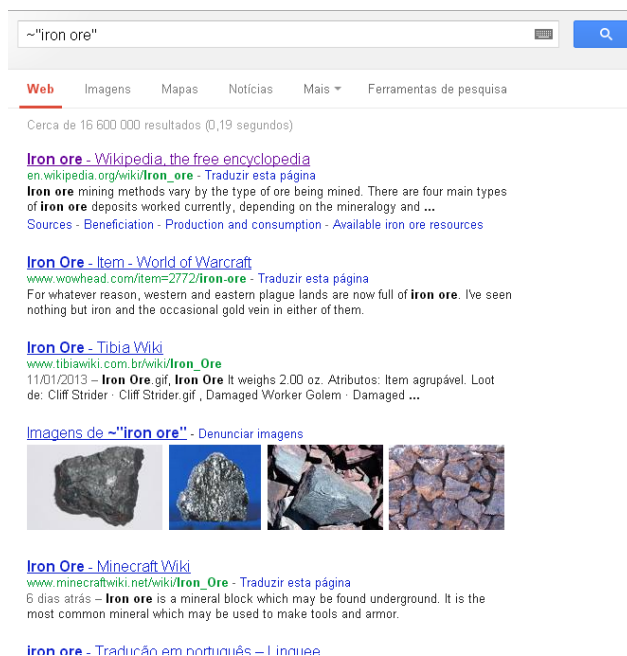 ~"iron ore"
Web Imagens Mapas Notícias Mais Ferramentas de pesquisa
Cerca de 16 600 000 resultados (0,19 segundos)
Iron ore - Wikipedia, the free encyclopedia
en.wikipedia.org/wiki/Iron_ore - Traduzir esta página
Iron ore mining methods vary by the type of ore being mined. There are four main types
of iron ore deposits worked currently, depending on the mineralogy and ...
Sources - Beneficiation - Production and consumption - Available iron ore resources
Iron Ore - Item - World of Warcraft
www.wowhead.com/item=2772/iron-ore - Traduzir esta página
For whatever reason, western and eastern plague lands are now full of iron ore. I've seen
nothing but iron and the occasional gold vein in either of them.
Iron Ore - Tibia Wiki
www.tibiawiki.com.br/wiki/Iron_Ore
11/01/2013 – Iron Ore.gif, Iron Ore It weighs 2.00 oz. Atributos: Item agrupável. Loot
de: Cliff Strider · Cliff Strider.gif , Damaged Worker Golem · Damaged ...
Imagens de ~"iron ore" - Denunciar imagens
Iron Ore - Minecraft Wiki
www.minecraftwiki.net/wiki/Iron_Ore - Traduzir esta página
6 dias atrás – Iron ore is a mineral block which may be found underground. It is the
most common mineral which may be used to make tools and armor.
iron ore - Tradução em português – Linguee